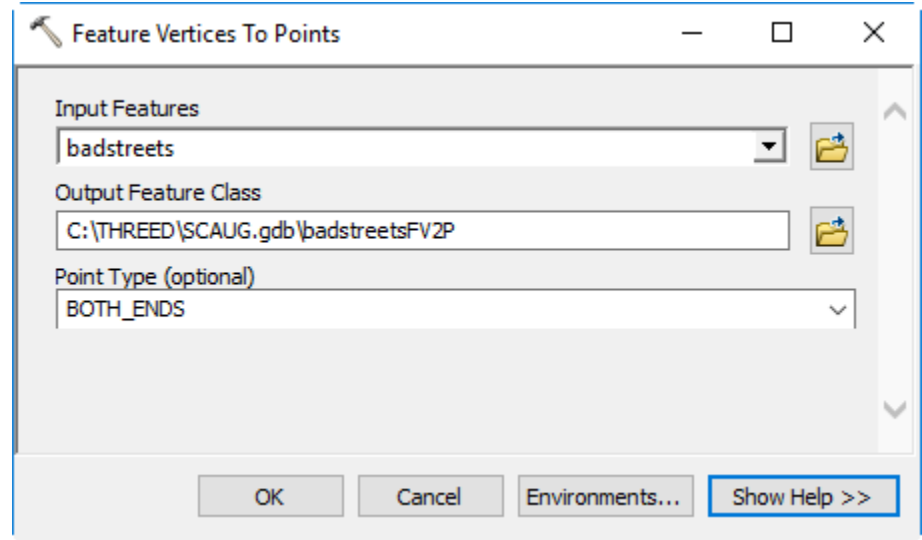 Feature Vertices To Points
Input Features
badstreets
Output Feature Class
C:\THREED\SCAUG.gdb\badstreetsFV2P
Point Type (optional)
BOTH_ENDS
OK Cancel Environments... Show Help >>